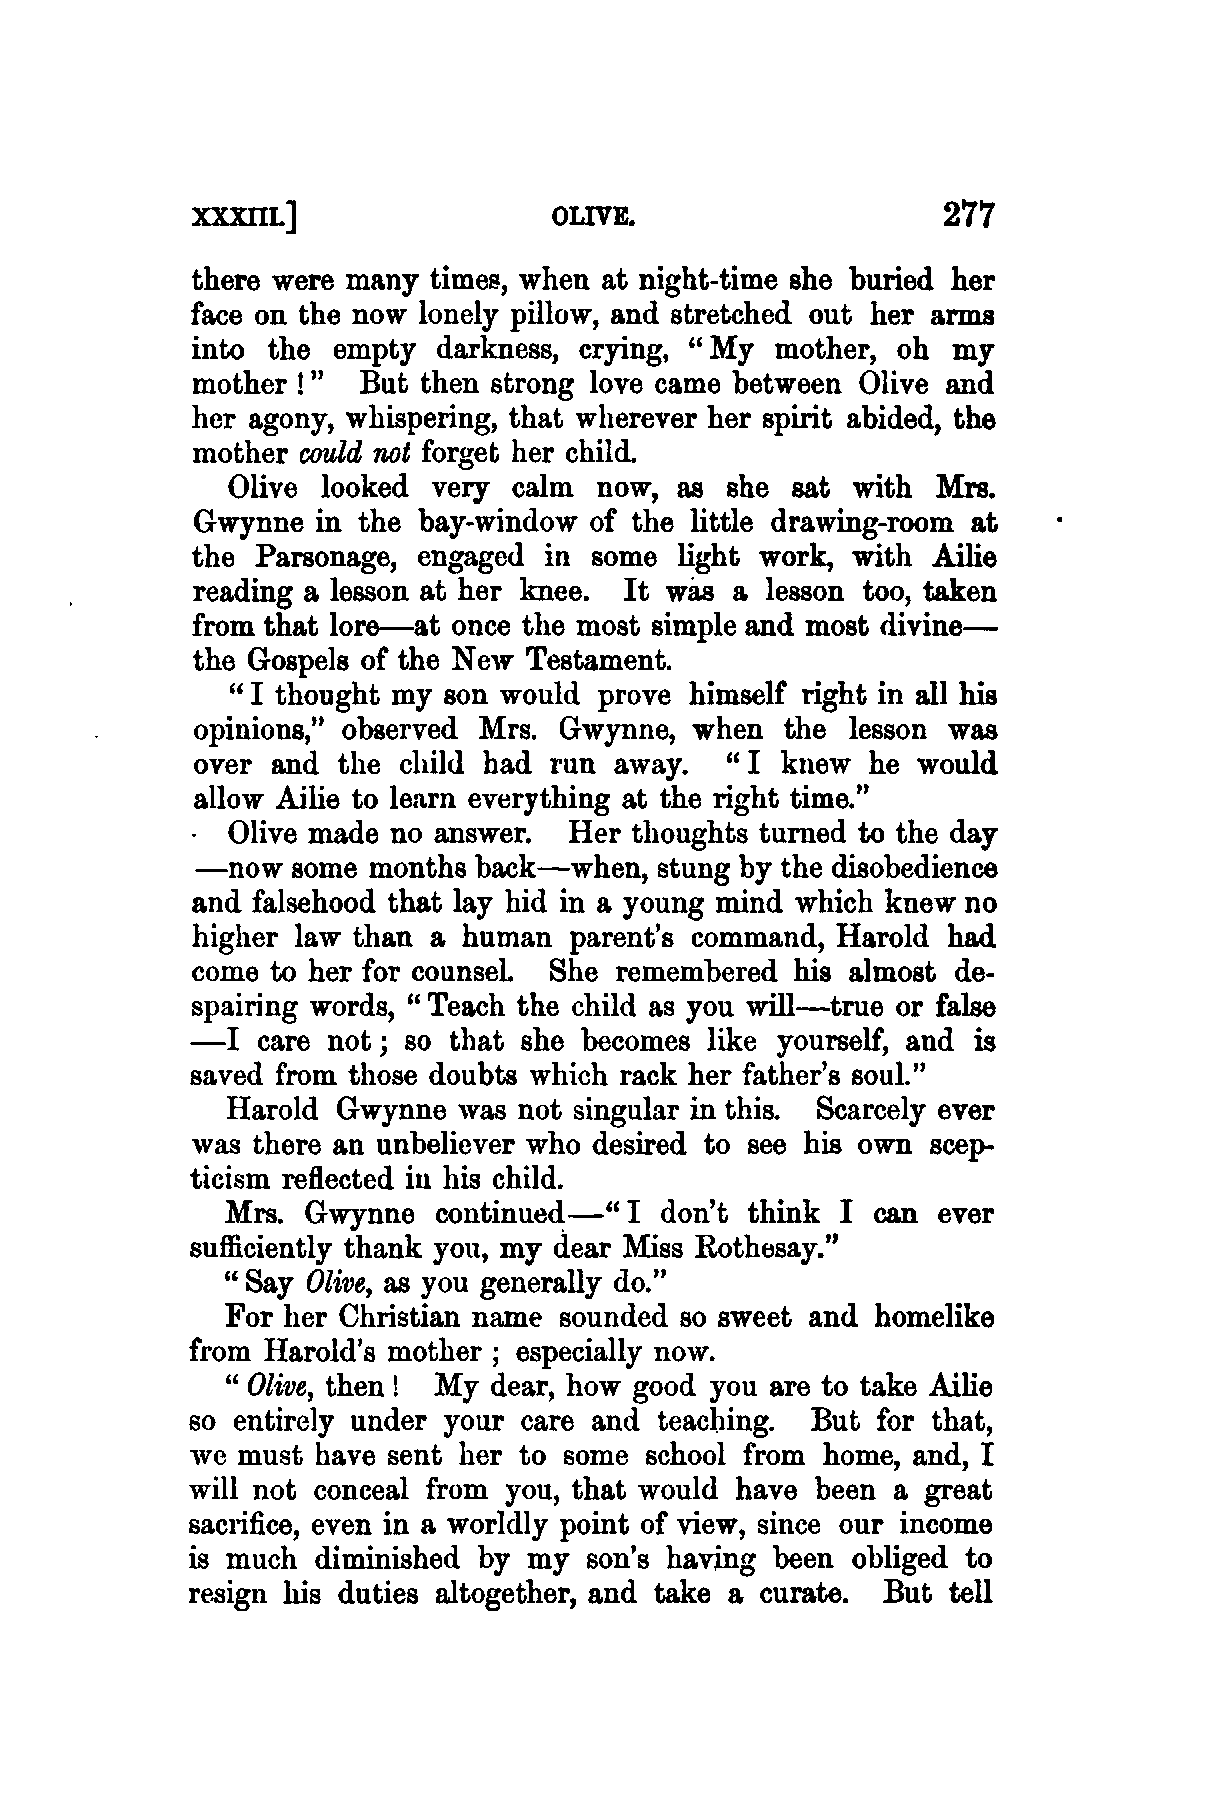 XXXIII.] OLIVE. 277
there were many times, when at night-time she buried her
face on the now lonely pillow, and stretched out her arms
into the empty darkness, crying, “My mother, oh my
mother !” But then strong love came between Olive and
her agony, whispering, that wherever her spirit abided, the
mother could not forget her child.
Olive looked very calm now, as she sat with Mrs.
Gwynne in the bay-window of the little drawing-room at
the Parsonage, engaged in some light work, with Ailie
reading a lesson at her knee. It was a lesson too, taken
from that lore—at once the most simple and most divine—
the Gospels of the New Testament.
“I thought my son would prove himself right in all his
opinions,” observed Mrs. Gwynne, when the lesson was
over and the child had run away. “I knew he would
allow Ailie to learn everything at the right time.”
Olive made no answer. Her thoughts turned to the day
—now some months back—when, stung by the disobedience
and falsehood that lay hid in a young mind which knew no
higher law than a human parent’s command, Harold had
come to her for counsel. She remembered his almost de-
spairing words, “Teach the child as you will—true or false
—I care not ; so that she becomes like yourself, and is
saved from those doubts which rack her father’s soul.”
Harold Gwynne was not singular in this. Scarcely ever
was there an unbeliever who desired to see his own scep-
ticism reflected in his child.
Mrs. Gwynne continued—“I don’t think I can ever
sufficiently thank you, my dear Miss Rothesay.”
“Say Olive, as you generally do.”
For her Christian name sounded so sweet and homelike
from Harold’s mother ; especially now.
“Olive, then ! My dear, how good you are to take Ailie
so entirely under your care and teaching. But for that,
we must have sent her to some school from home, and, I
will not conceal from you, that would have been a great
sacrifice, even in a worldly point of view, since our income
is much diminished by my son’s having been obliged to
resign his duties altogether, and take a curate. But tell